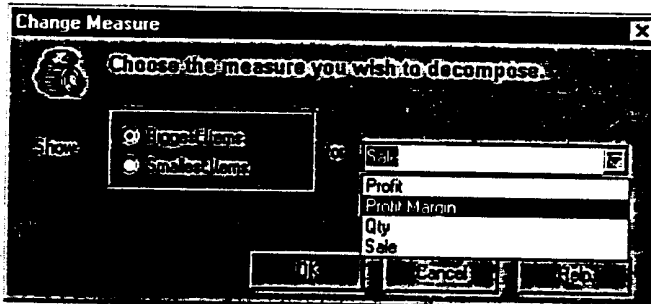 Change Measure
Choose the measure you wish to decompose.
Show
Biggest Items
Smallest Items
for
Sale
Profit
Profit Margin
Qty
Sale
OK
Cancel
Help